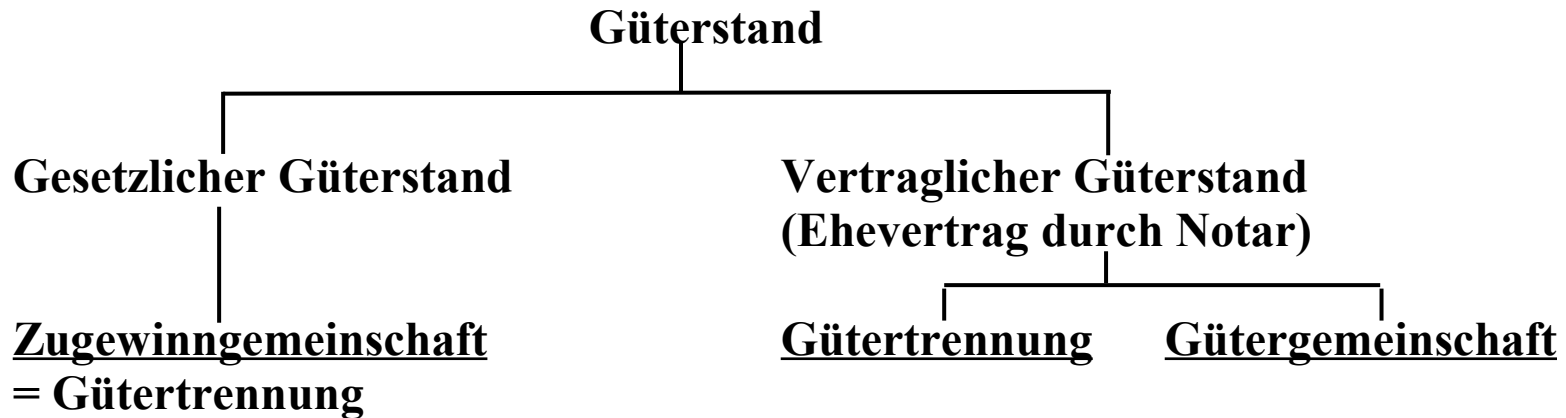 Güterstand
Gesetzlicher Güterstand
Vertraglicher Güterstand
(Ehevertrag durch Notar)
Zugewinngemeinschaft
= Gütertrennung
Gütertrennung
Gütergemeinschaft